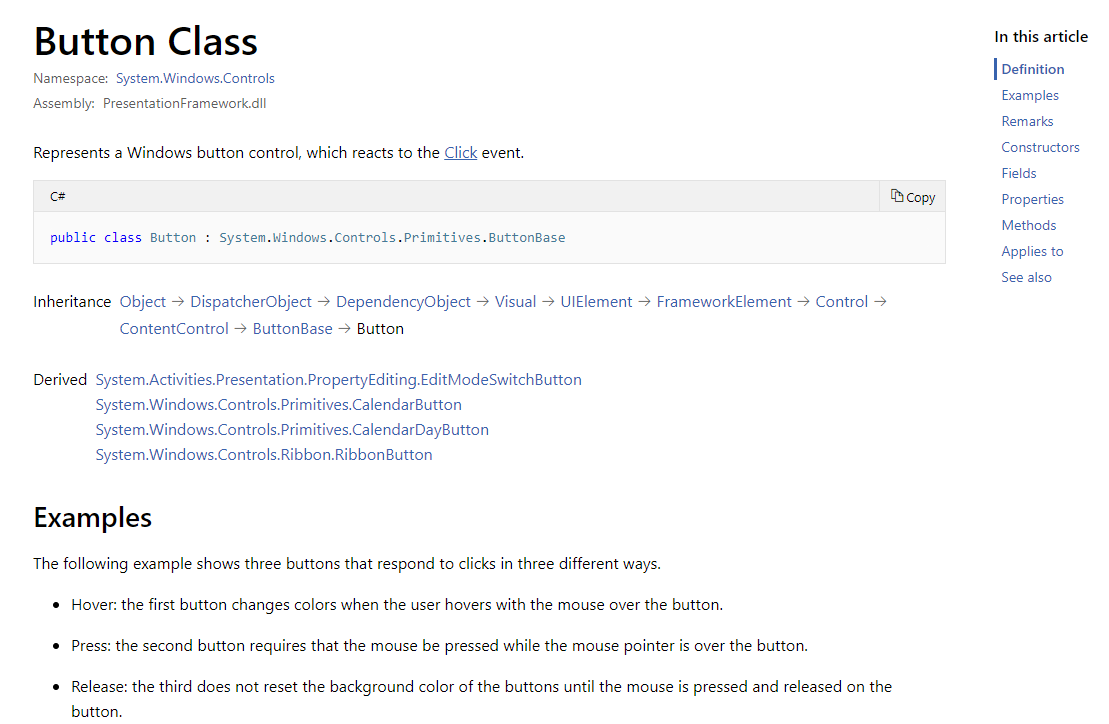 Button Class
Namespace: System.Windows.Controls
Assembly: PresentationFramework.dll
Represents a Windows button control, which reacts to the Click event.
C#
Copy
public class Button : System.Windows.Controls.Primitives.ButtonBase
Inheritance Object → DispatcherObject → DependencyObject → Visual → UIElement → FrameworkElement → Control →
ContentControl → ButtonBase → Button
Derived System.Activities.Presentation.PropertyEditing.EditModeSwitchButton
System.Windows.Controls.Primitives.CalendarButton
System.Windows.Controls.Primitives.CalendarDayButton
System.Windows.Controls.Ribbon.RibbonButton
Examples
The following example shows three buttons that respond to clicks in three different ways.
• Hover: the first button changes colors when the user hovers with the mouse over the button.
• Press: the second button requires that the mouse be pressed while the mouse pointer is over the button.
• Release: the third does not reset the background color of the buttons until the mouse is pressed and released on the
button.
In this article
Definition
Examples
Remarks
Constructors
Fields
Properties
Methods
Applies to
See also